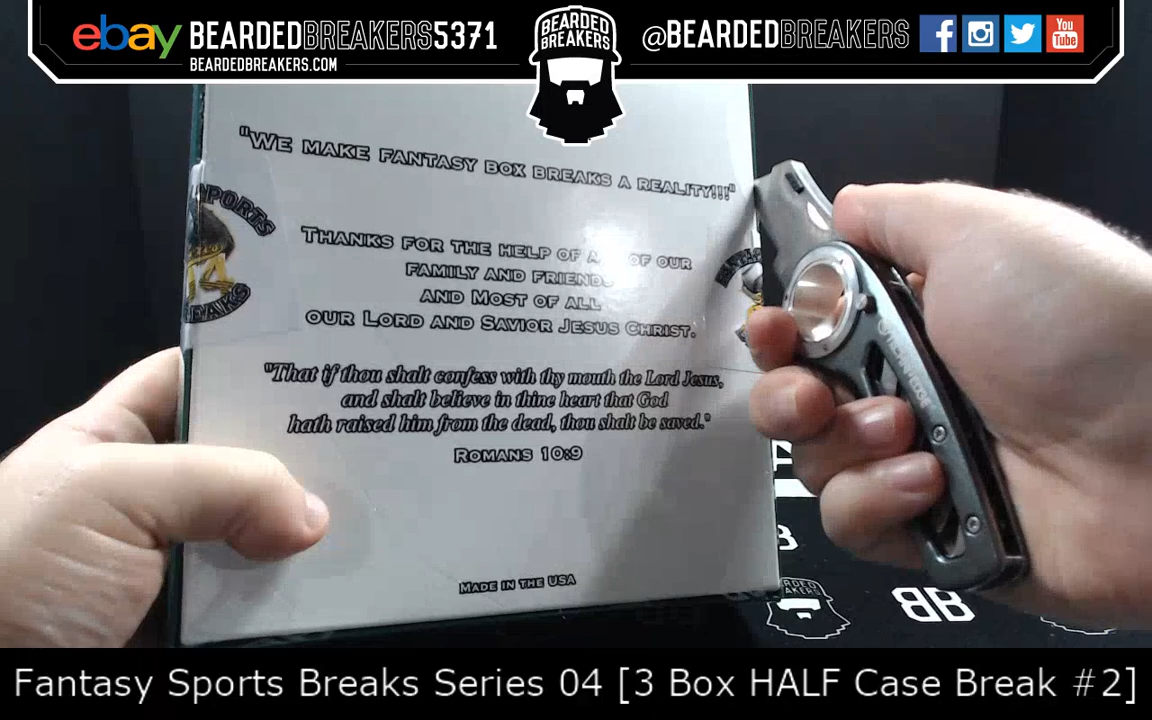 ebay BEARDEDBREAKERS5371
BEARDEDBREAKERS.COM
BEARDED
BREAKERS
@BEARDEDBREAKERS
You
Tube
"WE MAKE FANTASY BOX BREAKS A REALITY!!!"
SPORTS
BREAKS
THANKS FOR THE HELP OF OF OUR
FAMILY AND FRIENDS
AND MOST OF ALL
OUR LORD AND SAVIOR JESUS CHRIST.
"That if thou shalt confess with thy mouth the Lord Jesus,
and shalt believe in thine heart that God
hath raised him from the dead, thou shalt be saved."
ROMANS 10:9
MADE IN THE USA
BEARDED
BREAKERS
BB
Fantasy Sports Breaks Series 04 [3 Box HALF Case Break #2]